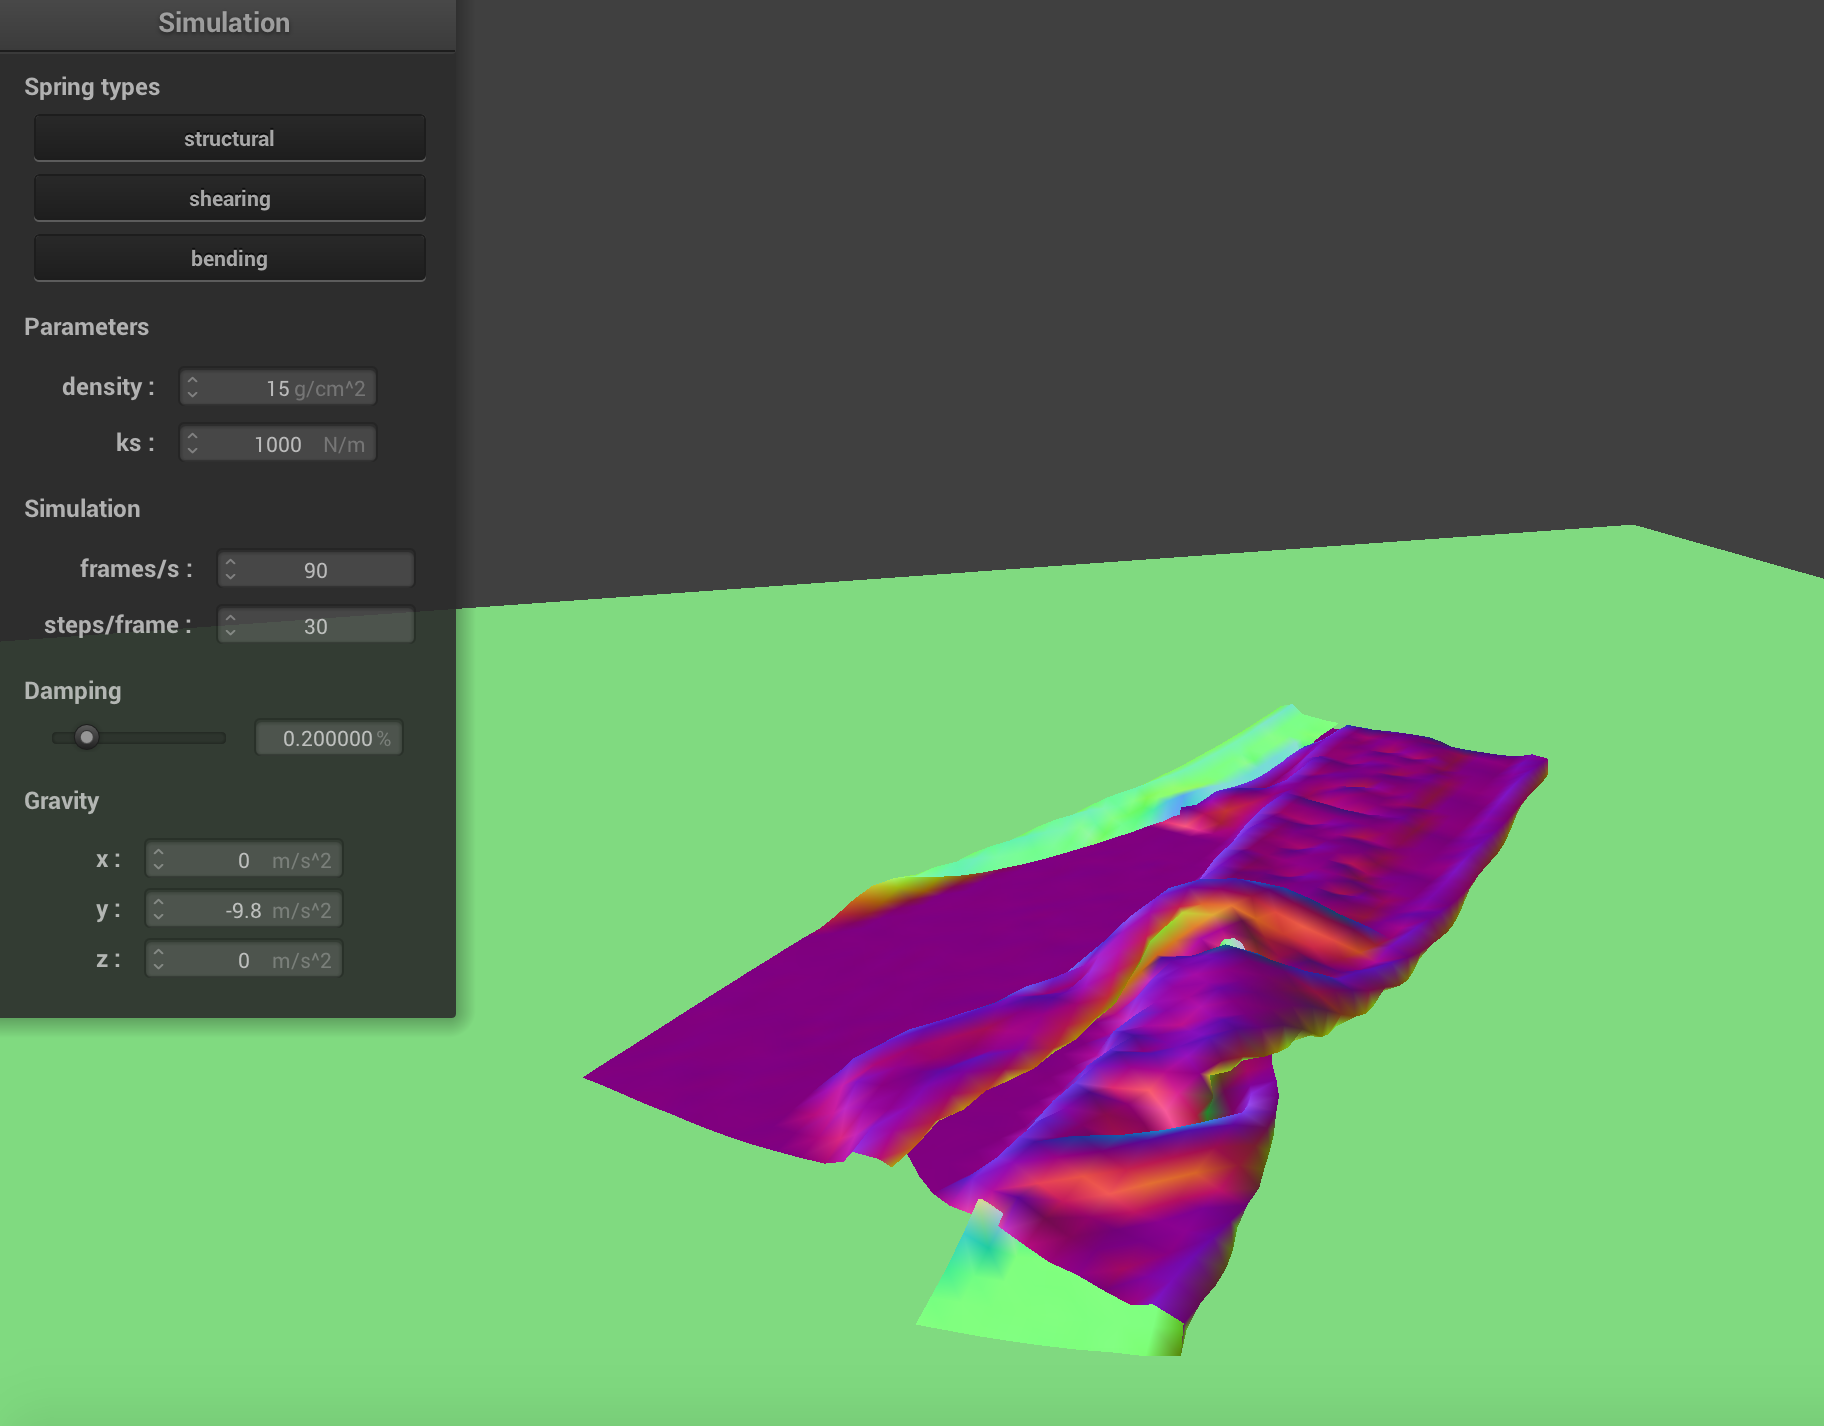 Simulation
Spring types
structural
shearing
bending
Parameters
density : 15 g/cm^2
ks : 1000 N/m
Simulation
frames/s : 90
steps/frame : 30
Damping
0.200000 %
Gravity
x : 0 m/s^2
y : -9.8 m/s^2
z : 0 m/s^2